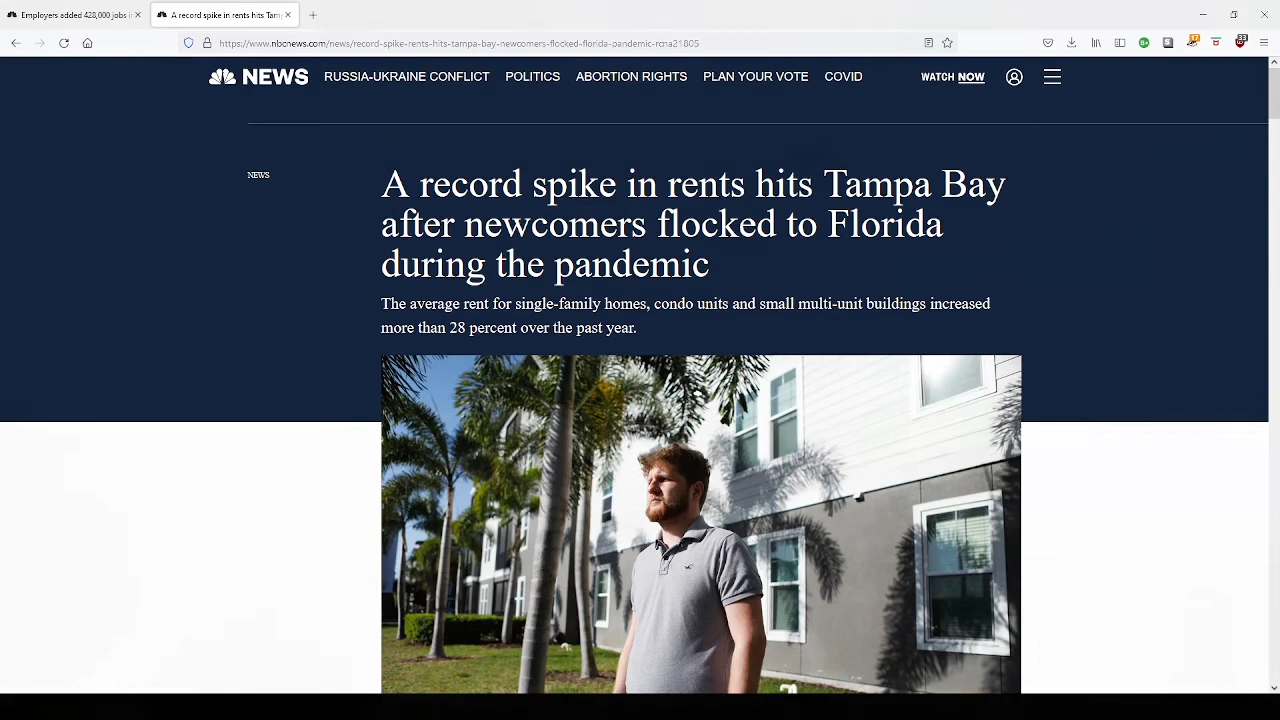 Employers added 428,000 jobs i
A record spike in rents hits Tam
https://www.nbcnews.com/news/record-spike-rents-hits-tampa-bay-newcomers-flocked-florida-pandemic-rcna21805
NEWS
RUSSIA-UKRAINE CONFLICT
POLITICS
ABORTION RIGHTS
PLAN YOUR VOTE
COVID
WATCH NOW
NEWS
A record spike in rents hits Tampa Bay
after newcomers flocked to Florida
during the pandemic
The average rent for single-family homes, condo units and small multi-unit buildings increased
more than 28 percent over the past year.